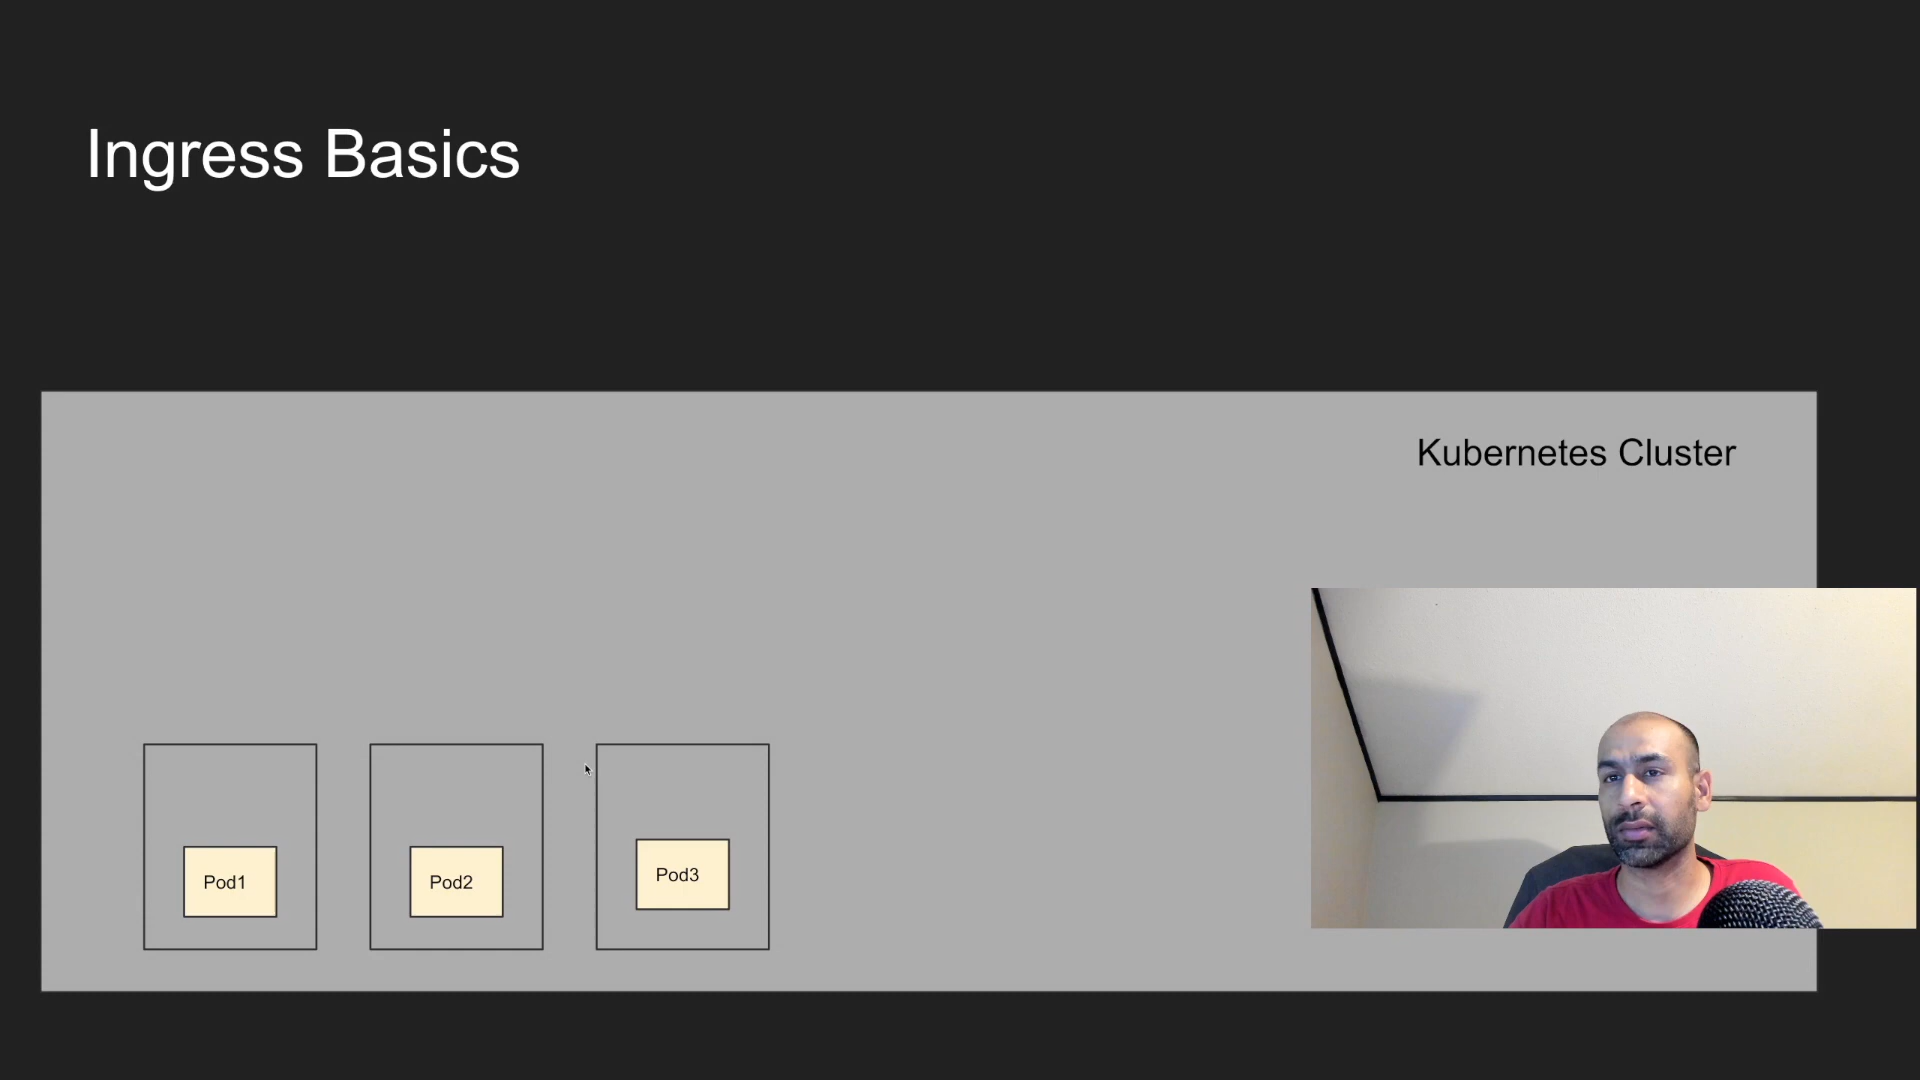 Ingress Basics
Kubernetes Cluster
Pod1
Pod2
Pod3